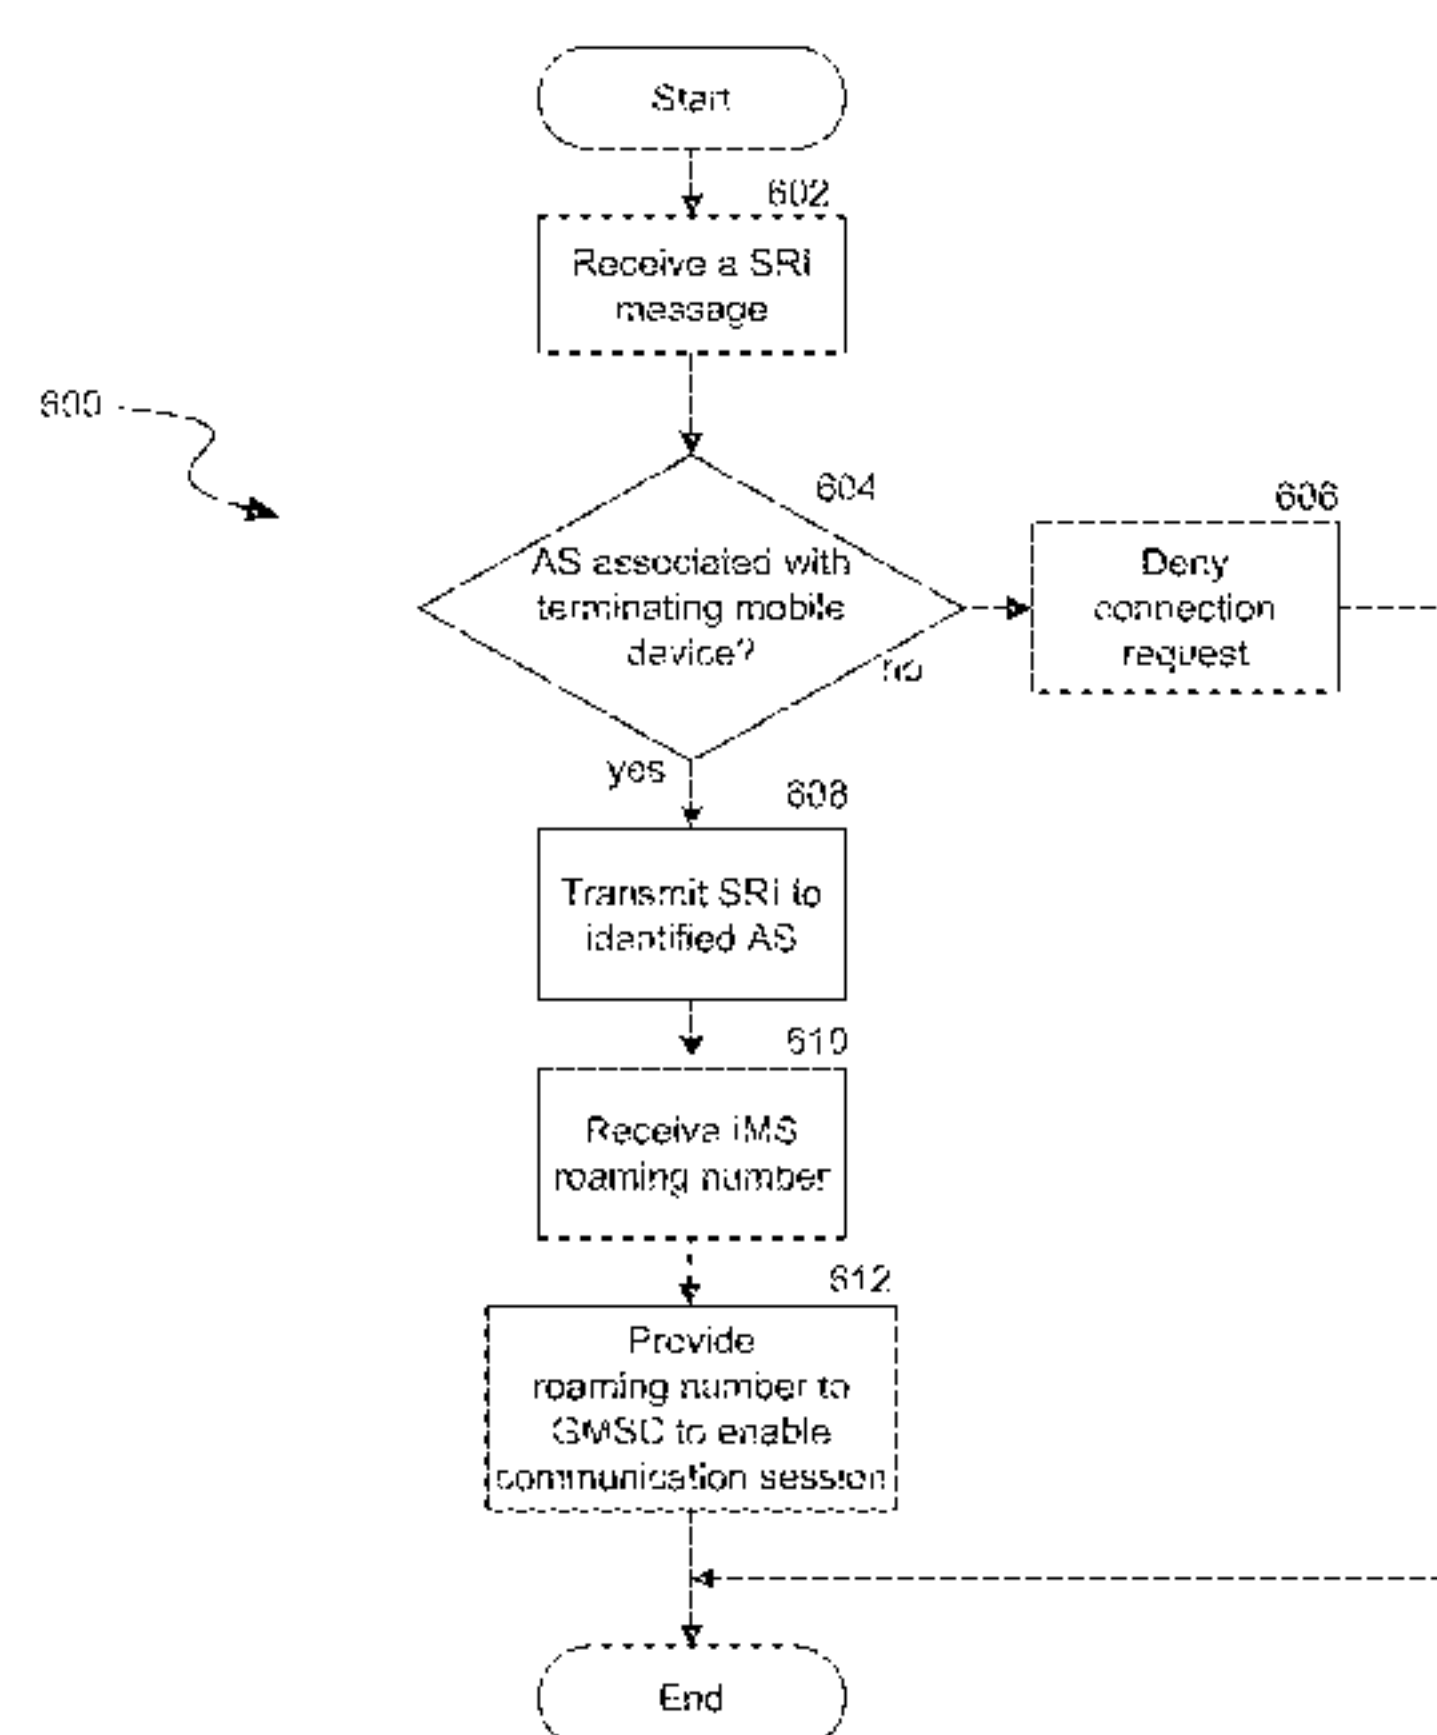 Start
602
Receive a SRI
message
600
604
AS associated with
terminating mobile
device?
no
606
Deny
connection
request
yes
608
Transmit SRI to
identified AS
610
Receive IMS
roaming number
612
Provide
roaming number to
GMSC to enable
communication session
End